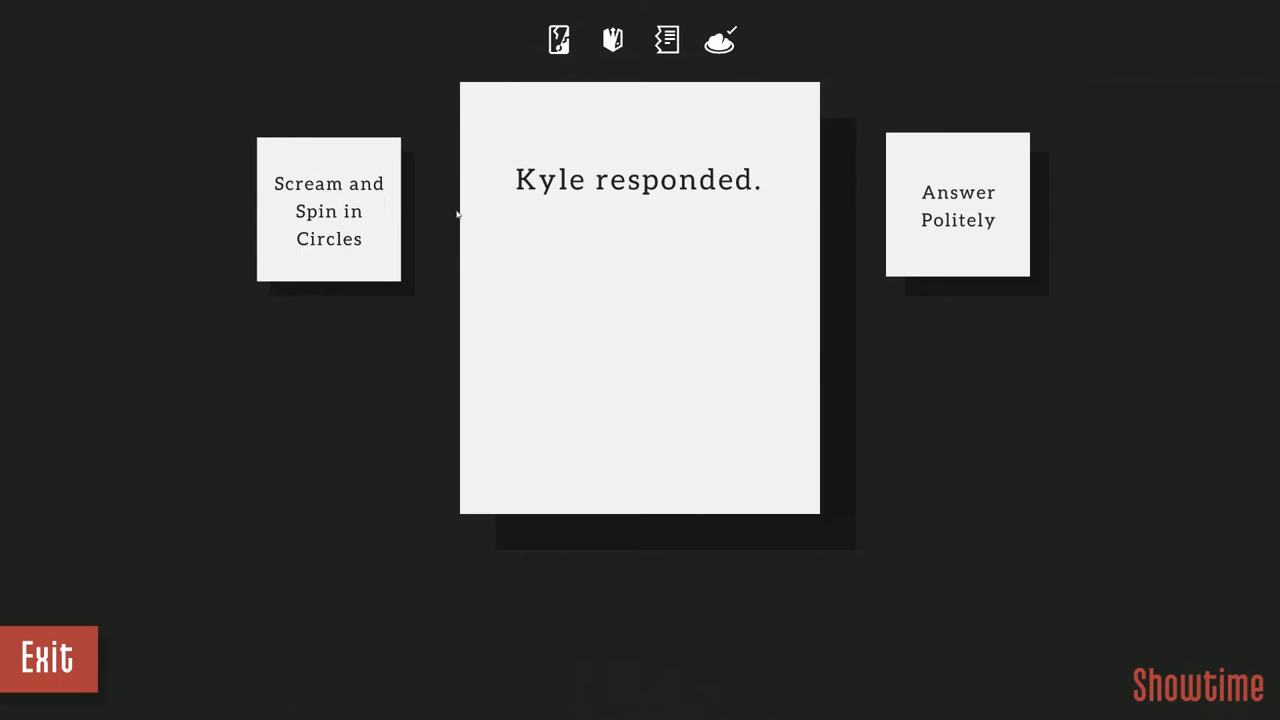 Kyle responded.
Scream and
Spin in
Circles
Answer
Politely
Exit
Showtime